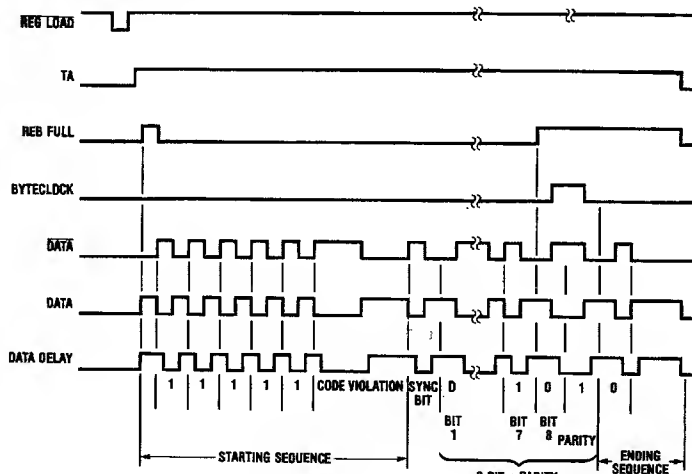 REG LOAD
TA
REB FULL
BYTECLOCK
DATA
DATA
DATA DELAY
1 1 1 1 1 CODE VIOLATION SYNC BIT D 1 0 1 0
BIT 1 BIT 7 BIT 8 PARITY
STARTING SEQUENCE
ENDING SEQUENCE